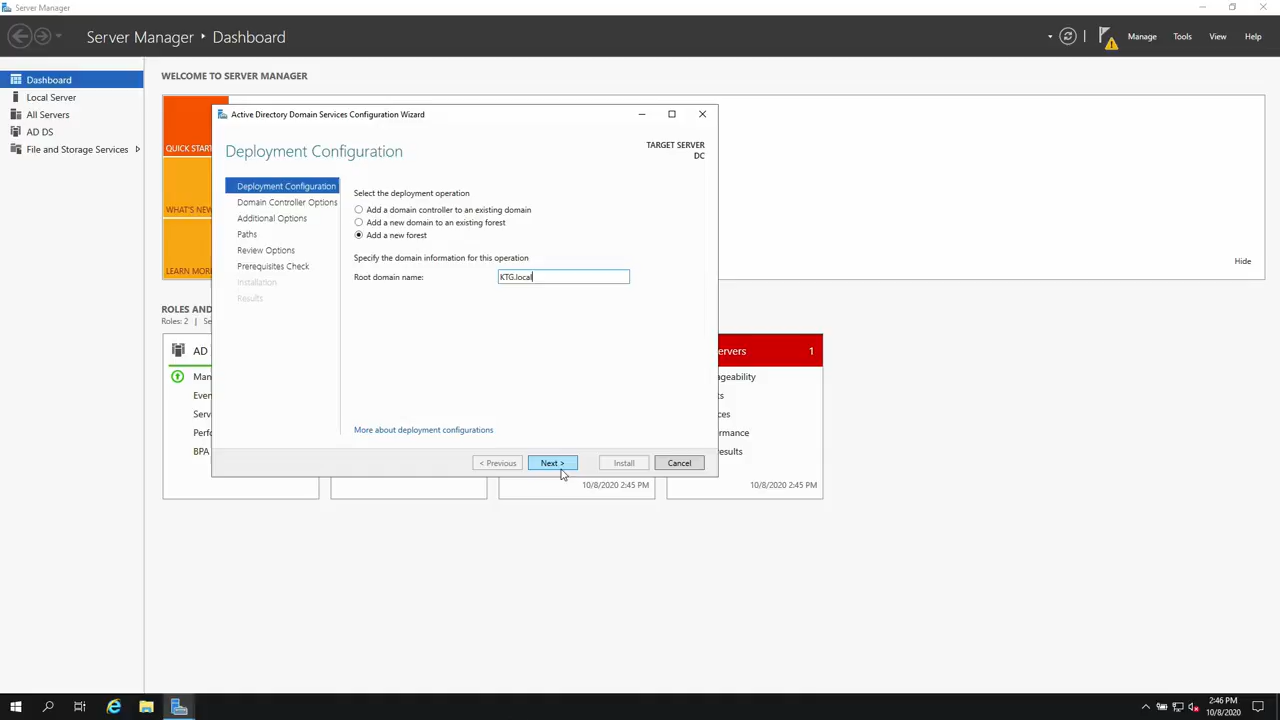 Server Manager
Server Manager • Dashboard
Manage Tools View Help
Dashboard
Local Server
All Servers
AD DS
File and Storage Services
WELCOME TO SERVER MANAGER
QUICK START
WHAT'S NEW
LEARN MORE
Hide
Active Directory Domain Services Configuration Wizard
Deployment Configuration
TARGET SERVER
DC
Deployment Configuration
Domain Controller Options
Additional Options
Paths
Review Options
Prerequisites Check
Installation
Results
Select the deployment operation
Add a domain controller to an existing domain
Add a new domain to an existing forest
Add a new forest
Specify the domain information for this operation
Root domain name: KTG.local
More about deployment configurations
< Previous Next > Install Cancel
ROLES AND
Roles: 2 | Se
AD
Man
Even
Serv
Perf
BPA
ervers 1
geability
ts
ces
rmance
results
10/8/2020 2:45 PM
10/8/2020 2:45 PM
2:46 PM
10/8/2020